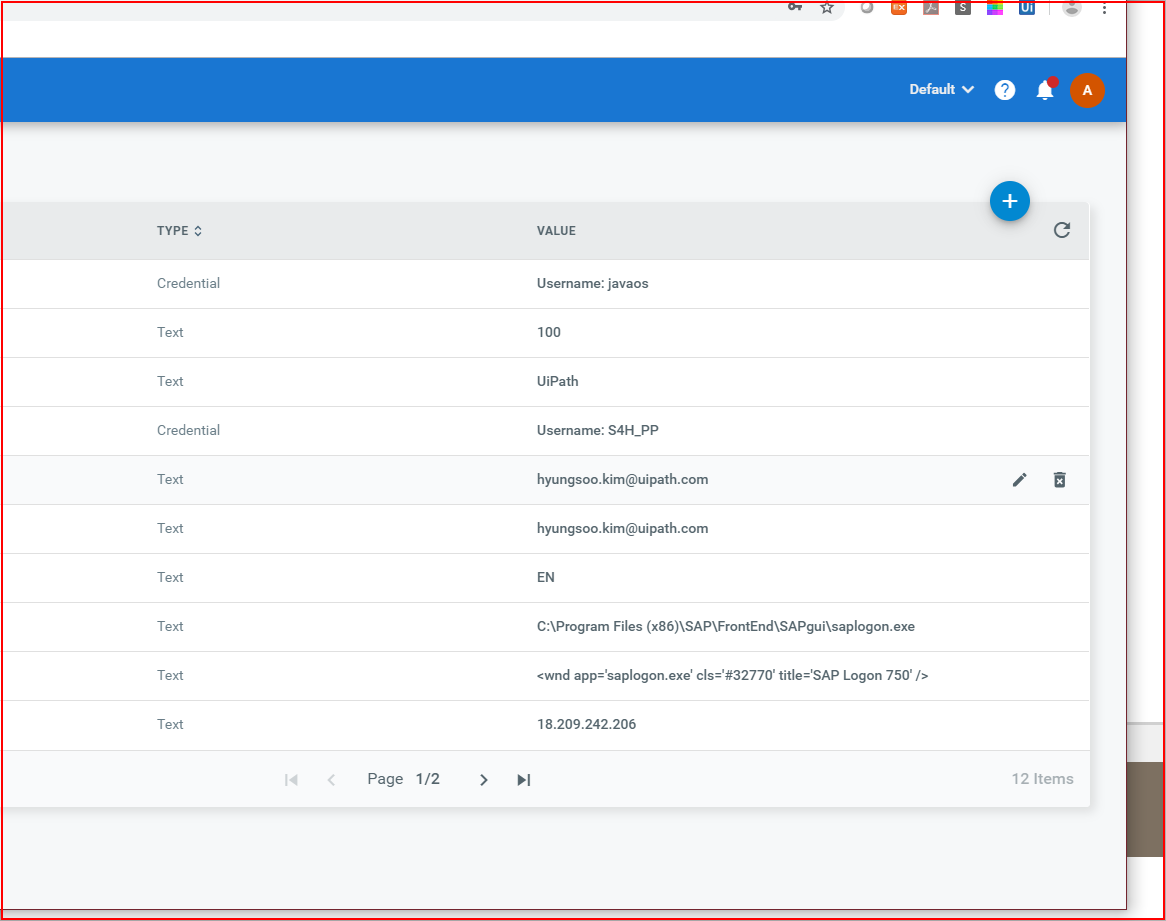 S
Ui
Default
?
A
+
TYPE VALUE
Credential Username: javaos
Text 100
Text UiPath
Credential Username: S4H_PP
Text hyungsoo.kim@uipath.com
Text hyungsoo.kim@uipath.com
Text EN
Text C:\Program Files (x86)\SAP\FrontEnd\SAPgui\saplogon.exe
Text <wnd app='saplogon.exe' cls='#32770' title='SAP Logon 750' />
Text 18.209.242.206
Page 1/2 12 Items